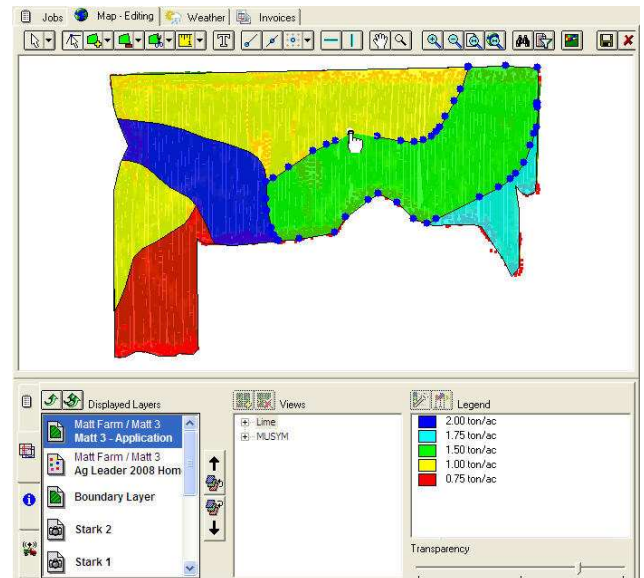 Jobs Map - Editing Weather Invoices
T
Displayed Layers
Matt Farm / Matt 3
Matt 3 - Application
Matt Farm / Matt 3
Ag Leader 2008 Hom
Boundary Layer
Stark 2
Stark 1
Views
Lime
MUSYM
Legend
2.00 ton/ac
1.75 ton/ac
1.50 ton/ac
1.00 ton/ac
0.75 ton/ac
Transparency